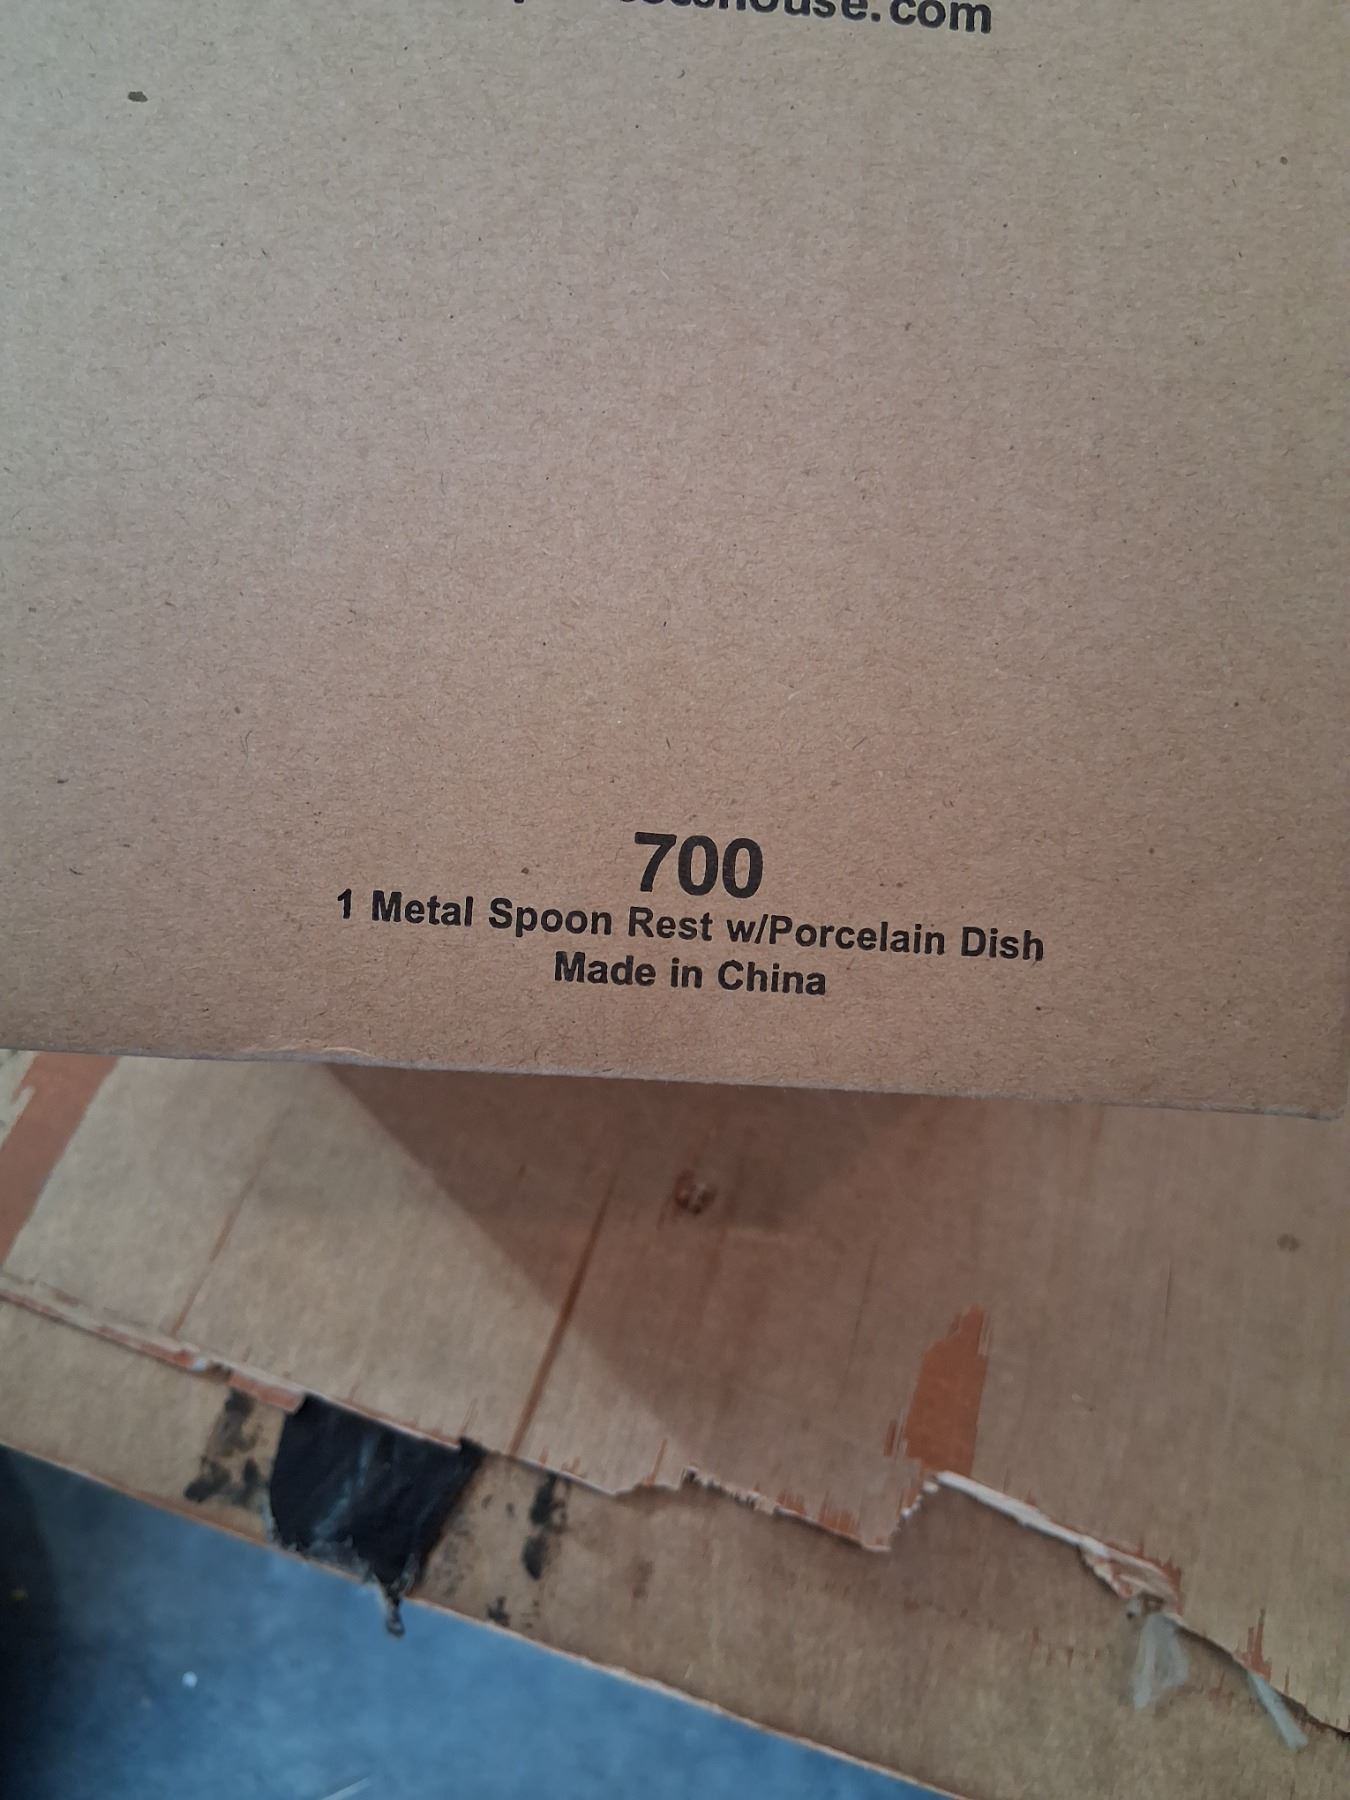 700
1 Metal Spoon Rest w/Porcelain Dish
Made in China